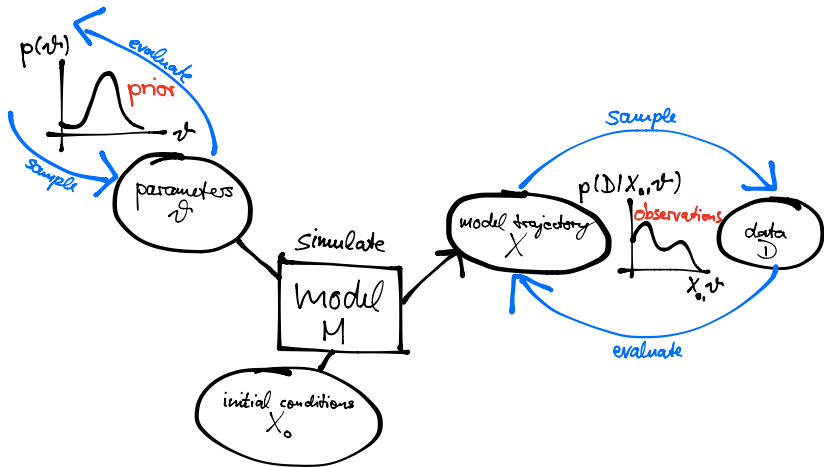 evaluate
p(ϑ)
prior
ϑ
sample
parameters
ϑ
simulate
model
M
initial conditions
X₀
sample
p(D|X₀,ϑ)
observations
model trajectory
X
data
D
X₀,ϑ
evaluate